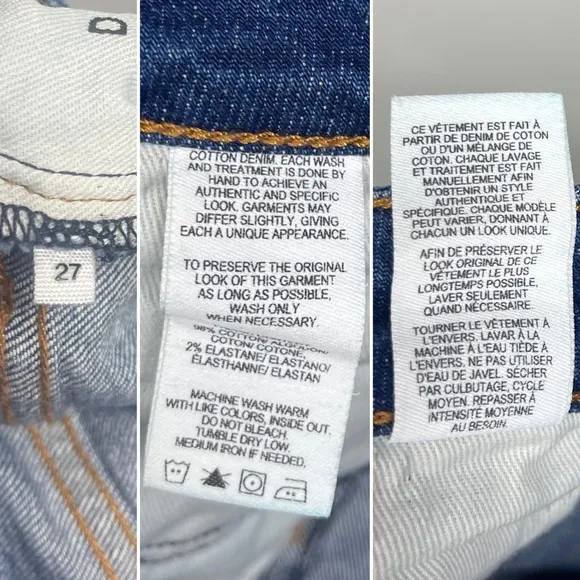 D
27
COTTON DENIM. EACH WASH
AND TREATMENT IS DONE BY
HAND TO ACHIEVE AN
AUTHENTIC AND SPECIFIC
LOOK. GARMENTS MAY
DIFFER SLIGHTLY, GIVING
EACH A UNIQUE APPEARANCE.
TO PRESERVE THE ORIGINAL
LOOK OF THIS GARMENT
AS LONG AS POSSIBLE,
WASH ONLY
WHEN NECESSARY.
98% COTTON/ ALGODON/
COTON/ COTONE,
2% ELASTANE/ ELASTANO/
ÉLASTHANNE/ ELASTAN
MACHINE WASH WARM
WITH LIKE COLORS, INSIDE OUT.
DO NOT BLEACH.
TUMBLE DRY LOW.
MEDIUM IRON IF NEEDED.
CE VÊTEMENT EST FAIT À
PARTIR DE DENIM DE COTON
OU D'UN MÉLANGE DE
COTON. CHAQUE LAVAGE
ET TRAITEMENT EST FAIT
MANUELLEMENT AFIN
D'OBTENIR UN STYLE
AUTHENTIQUE ET
SPÉCIFIQUE. CHAQUE MODÈLE
PEUT VARIER, DONNANT À
CHACUN UN LOOK UNIQUE.
AFIN DE PRÉSERVER LE
LOOK ORIGINAL DE CE
VÊTEMENT LE PLUS
LONGTEMPS POSSIBLE,
LAVER SEULEMENT
QUAND NÉCESSAIRE.
TOURNER LE VÊTEMENT À
L'ENVERS. LAVAR À LA
MACHINE À L'EAU TIÈDE À
L'ENVERS. NE PAS UTILISER
D'EAU DE JAVEL. SÉCHER
PAR CULBUTAGE, CYCLE
MOYEN. REPASSER À
INTENSITÉ MOYENNE
AU BESOIN.